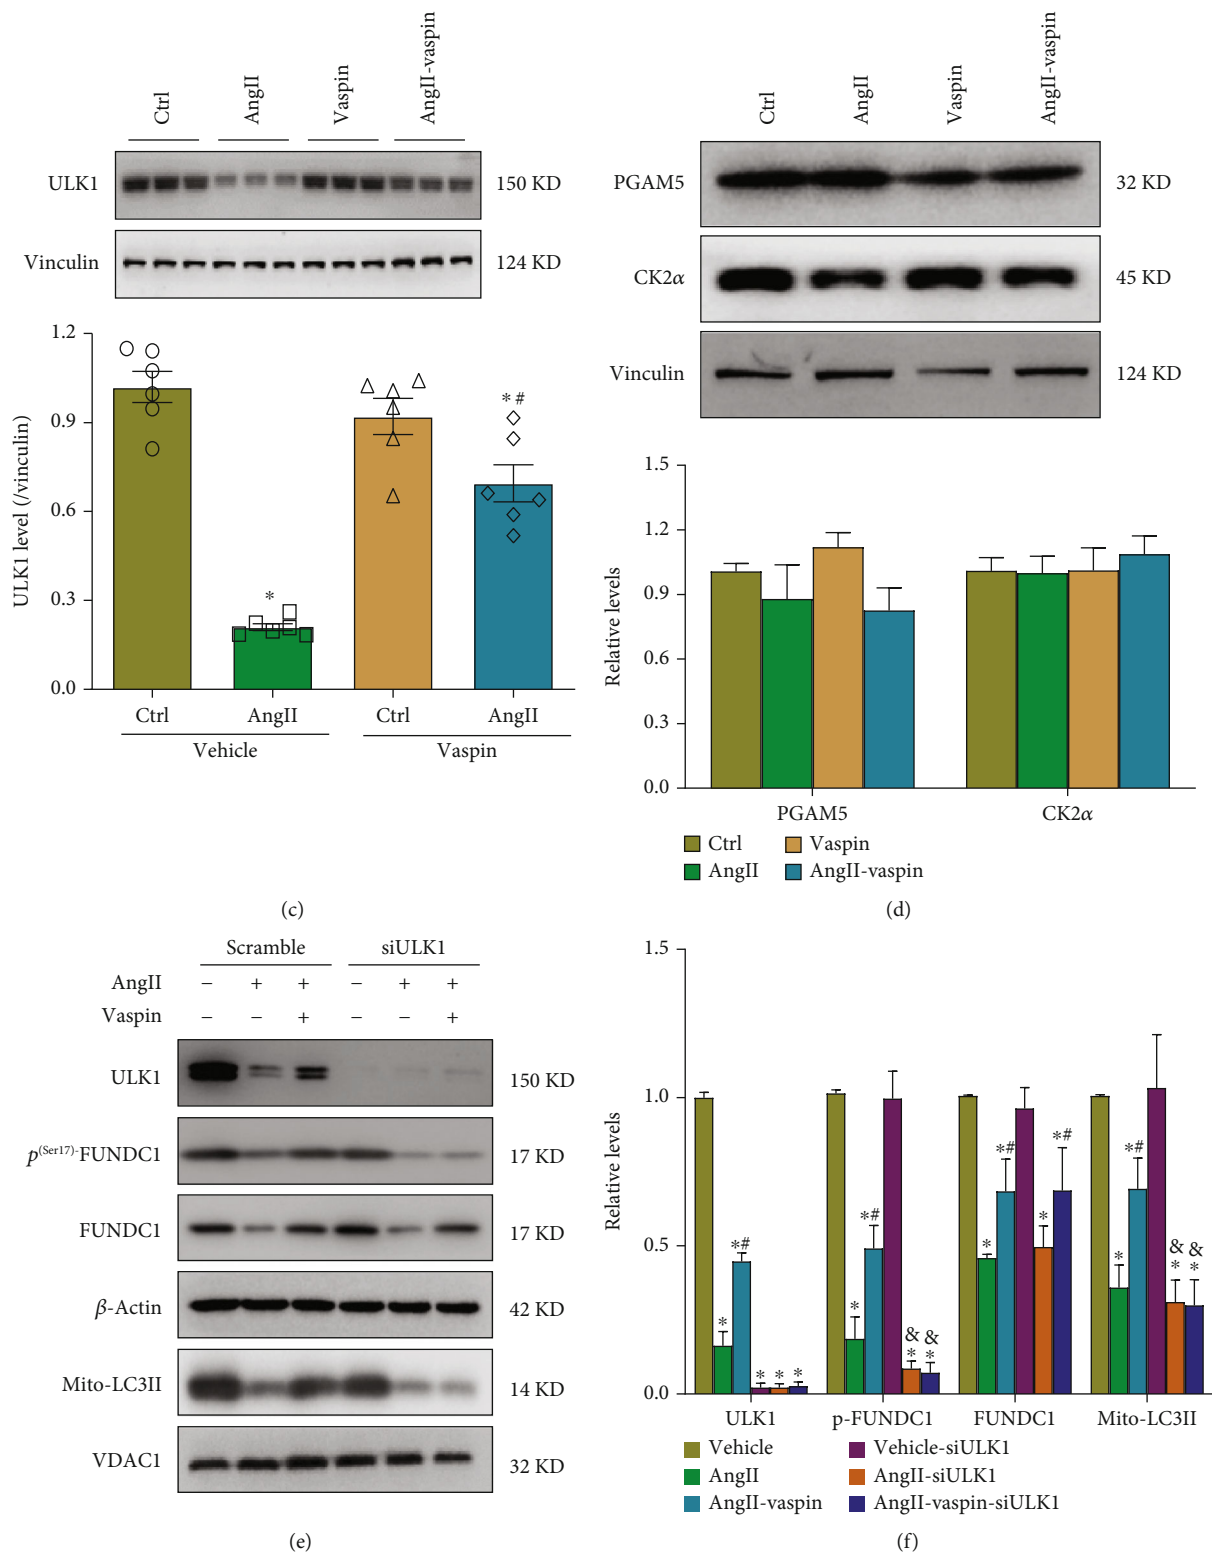 Ctrl
AngII
Vaspin
AngII-vaspin
ULK1
150 KD
Vinculin
124 KD
ULK1 level (/vinculin)
1.2
0.9
0.6
0.3
0.0
*
* #
Ctrl
AngII
Ctrl
AngII
Vehicle
Vaspin
(c)
Ctrl
AngII
Vaspin
AngII-vaspin
PGAM5
32 KD
CK2α
45 KD
Vinculin
124 KD
Relative levels
1.5
1.2
0.9
0.6
0.3
0.0
PGAM5
CK2α
Ctrl
Vaspin
AngII
AngII-vaspin
(d)
Scramble
siULK1
AngII − + + − + +
Vaspin − − + − − +
ULK1
150 KD
p(Ser17)-FUNDC1
17 KD
FUNDC1
17 KD
β-Actin
42 KD
Mito-LC3II
14 KD
VDAC1
32 KD
(e)
Relative levels
1.5
1.0
0.5
0.0
*
*#
*
*
*
*
*#
&
*
&
*
*
*#
*
*#
*
*#
&
*
&
*
ULK1
p-FUNDC1
FUNDC1
Mito-LC3II
Vehicle
Vehicle-siULK1
AngII
AngII-siULK1
AngII-vaspin
AngII-vaspin-siULK1
(f)